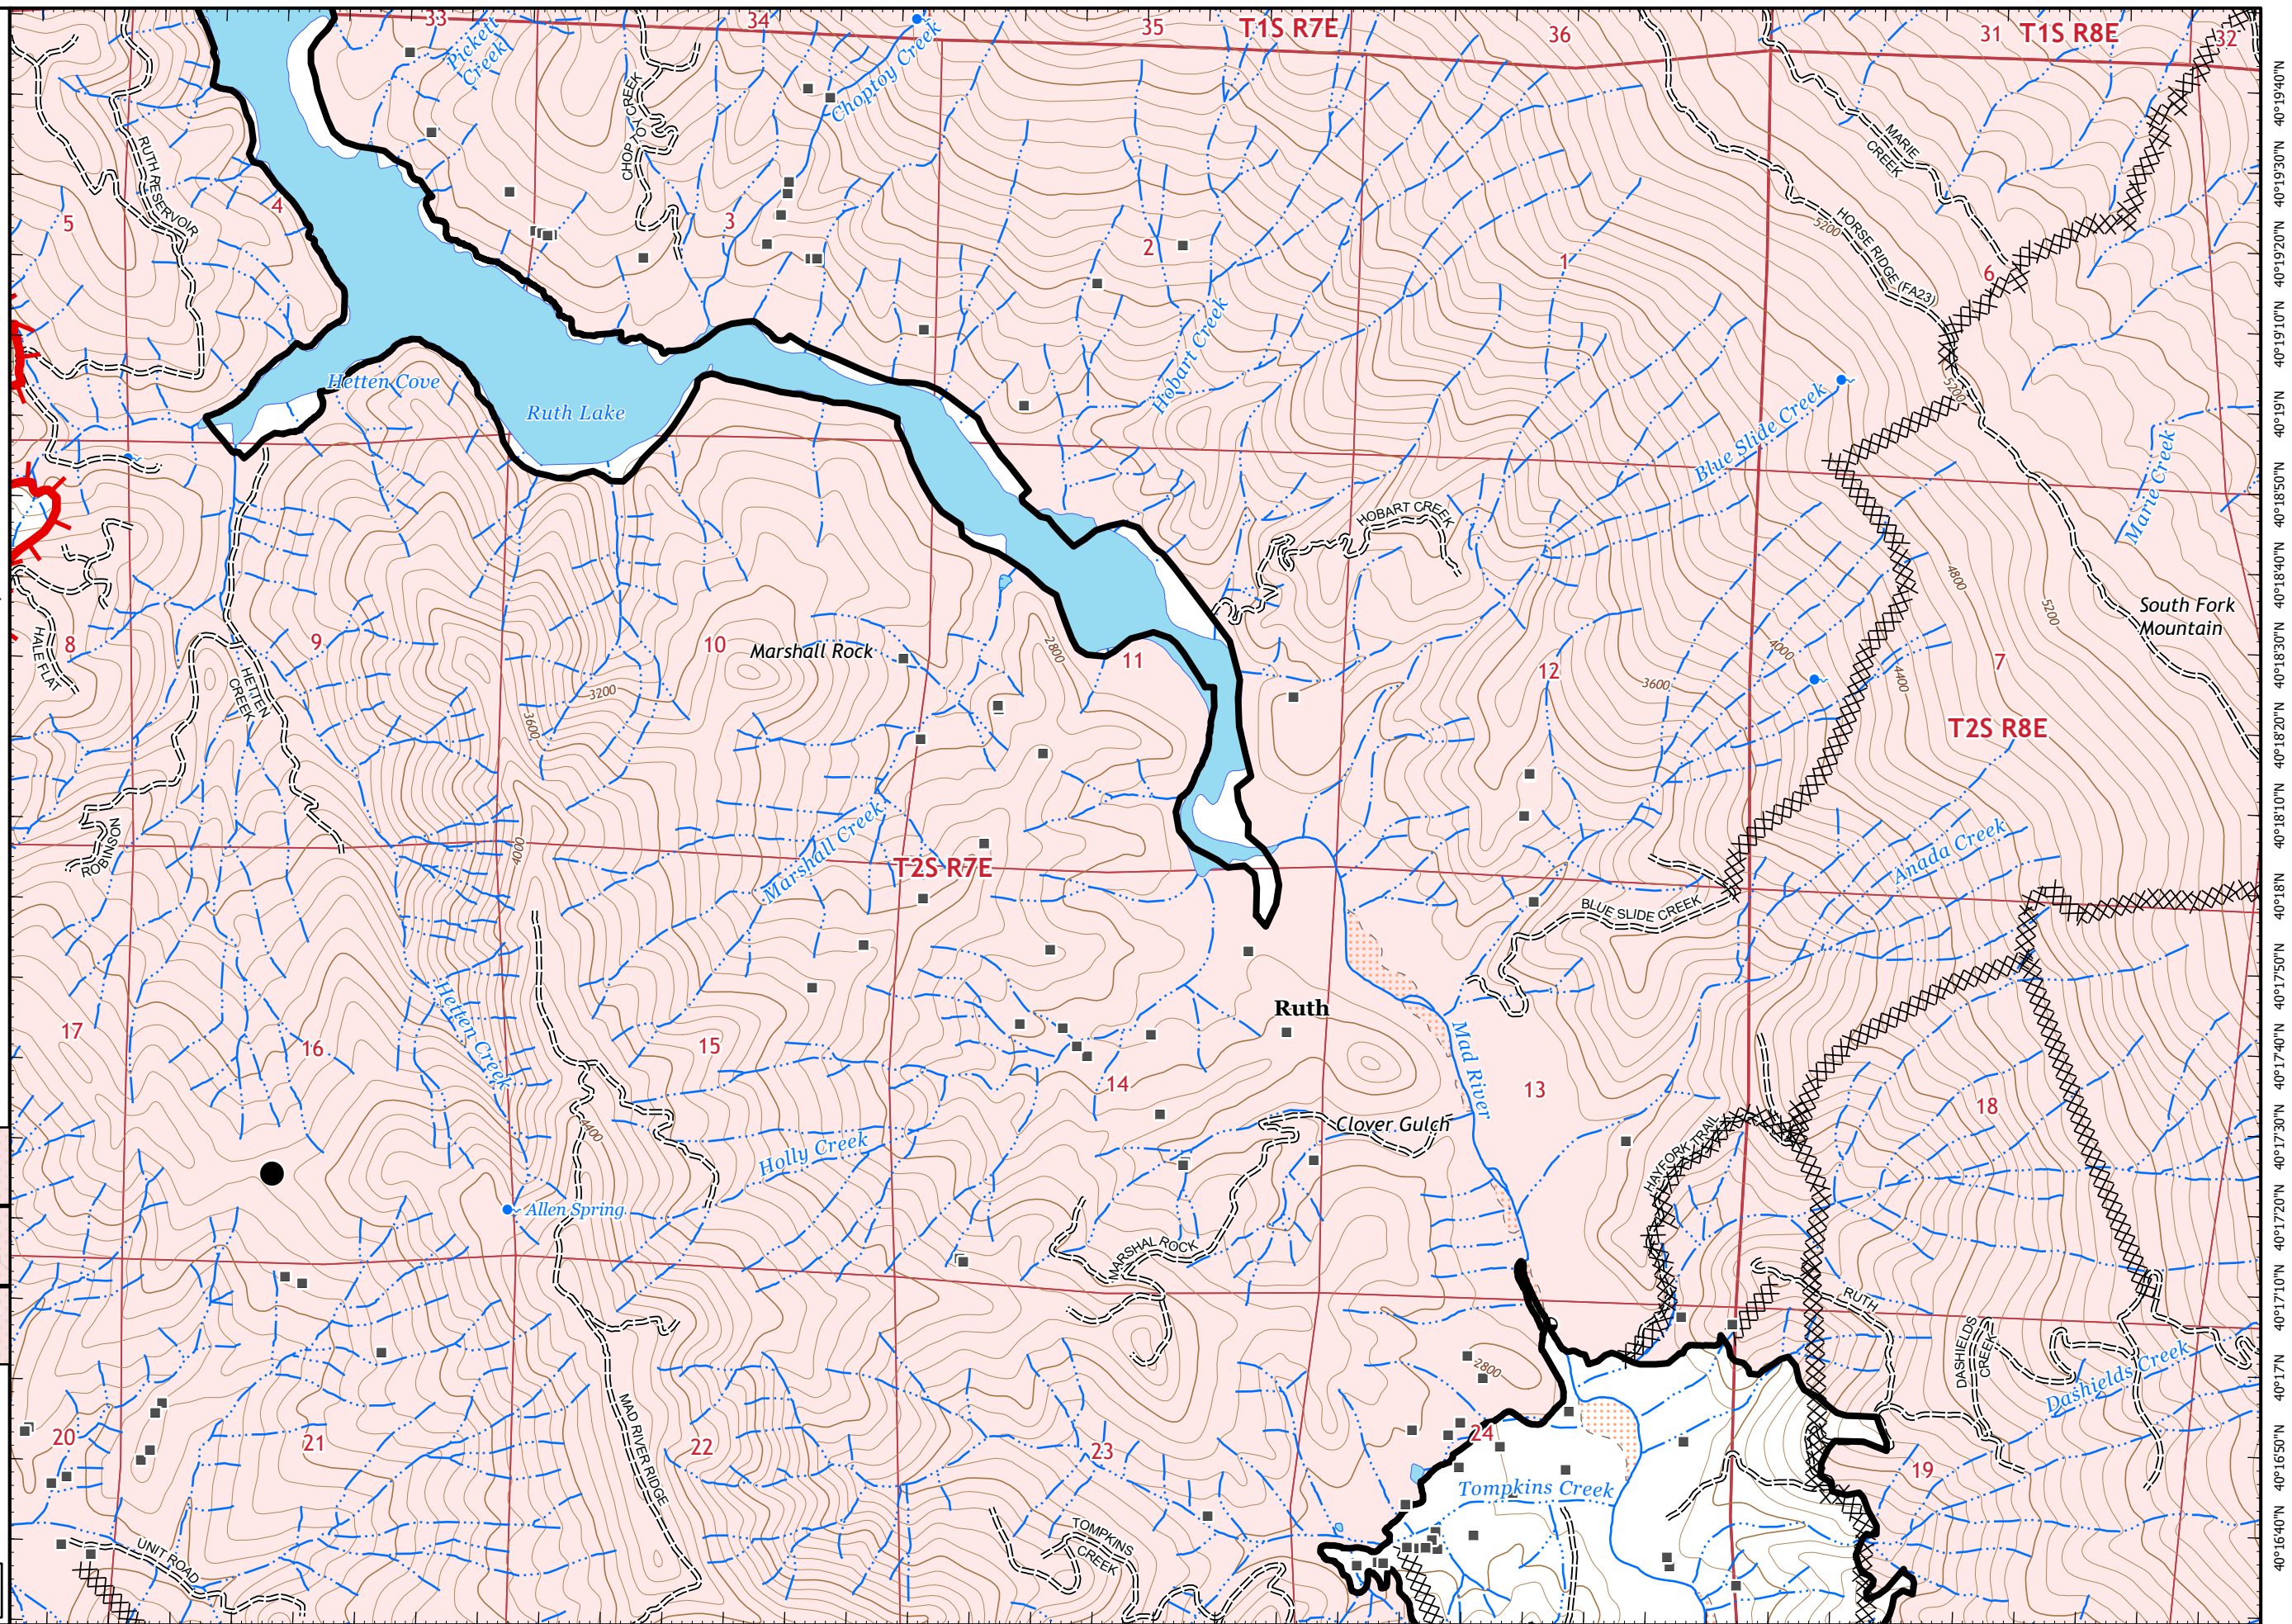 33
34
35
T1S R7E
36
31
T1S R8E
32
Pickett
Creek
Choptoy Creek
CHOP TOY CREEK
RUTH RESERVOIR
MARIE
CREEK
5
4
3
2
1
6
5200
HORSE RIDGE (FA23)
Hetten Cove
Ruth Lake
Hobart Creek
5200
Blue Slide Creek
Marie Creek
HOBART CREEK
4800
5200
South Fork
Mountain
HALE FLAT
8
9
10
Marshall Rock
2800
11
12
4000
7
HETTEN
CREEK
3200
3600
3600
4400
T2S R8E
ROBINSON
4000
Marshall Creek
T2S R7E
Anada Creek
BLUE SLIDE CREEK
Hetten Creek
Ruth
Mad River
17
16
15
14
13
18
4400
Holly Creek
Clover Gulch
HAYFORK TRAIL
Allen Spring
MARSHAL ROCK
RUTH
DASHIELDS
CREEK
Dashields Creek
2800
MAD RIVER RIDGE
20
21
22
23
24
19
Tompkins Creek
UNIT ROAD
TOMPKINS
CREEK
40°19'40"N
40°19'30"N
40°19'20"N
40°19'10"N
40°19'N
40°18'50"N
40°18'40"N
40°18'30"N
40°18'20"N
40°18'10"N
40°18'N
40°17'50"N
40°17'40"N
40°17'30"N
40°17'20"N
40°17'10"N
40°17'N
40°16'50"N
40°16'40"N